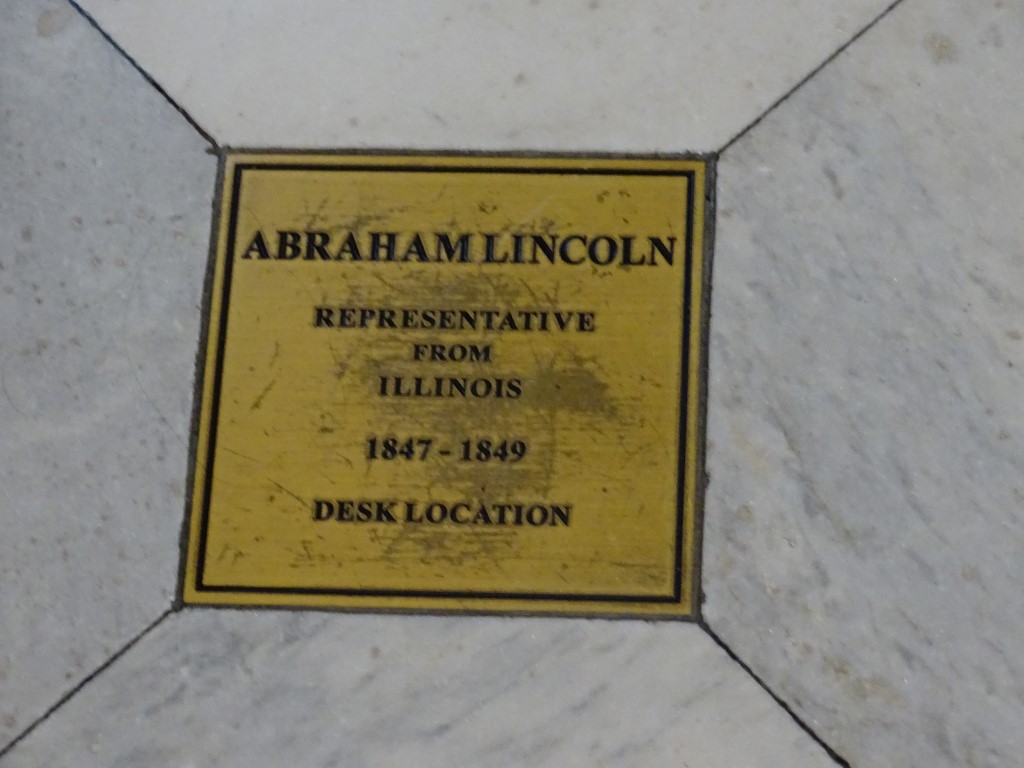 ABRAHAM LINCOLN
REPRESENTATIVE
FROM
ILLINOIS
1847 - 1849
DESK LOCATION